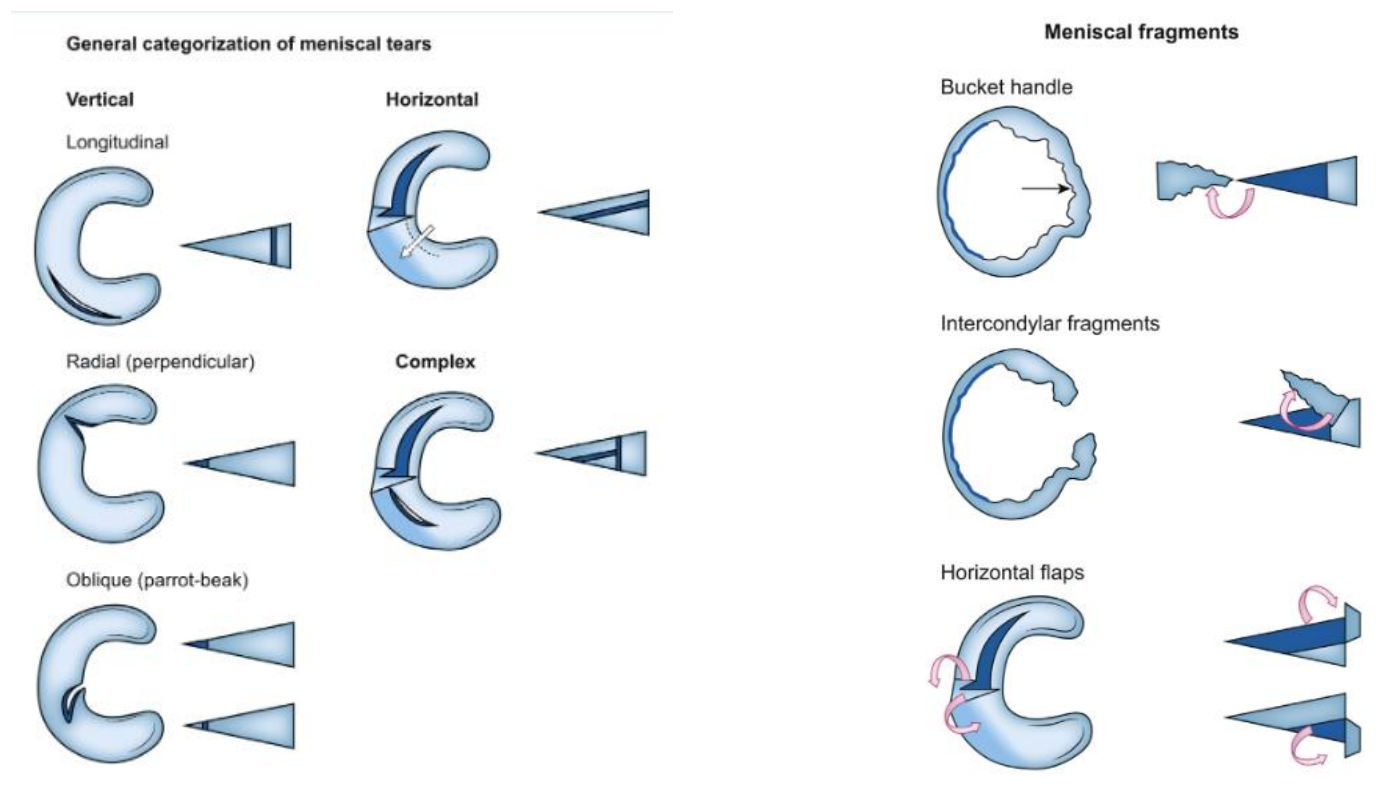 General categorization of meniscal tears
Vertical
Horizontal
Longitudinal
Radial (perpendicular)
Complex
Oblique (parrot-beak)
Meniscal fragments
Bucket handle
Intercondylar fragments
Horizontal flaps